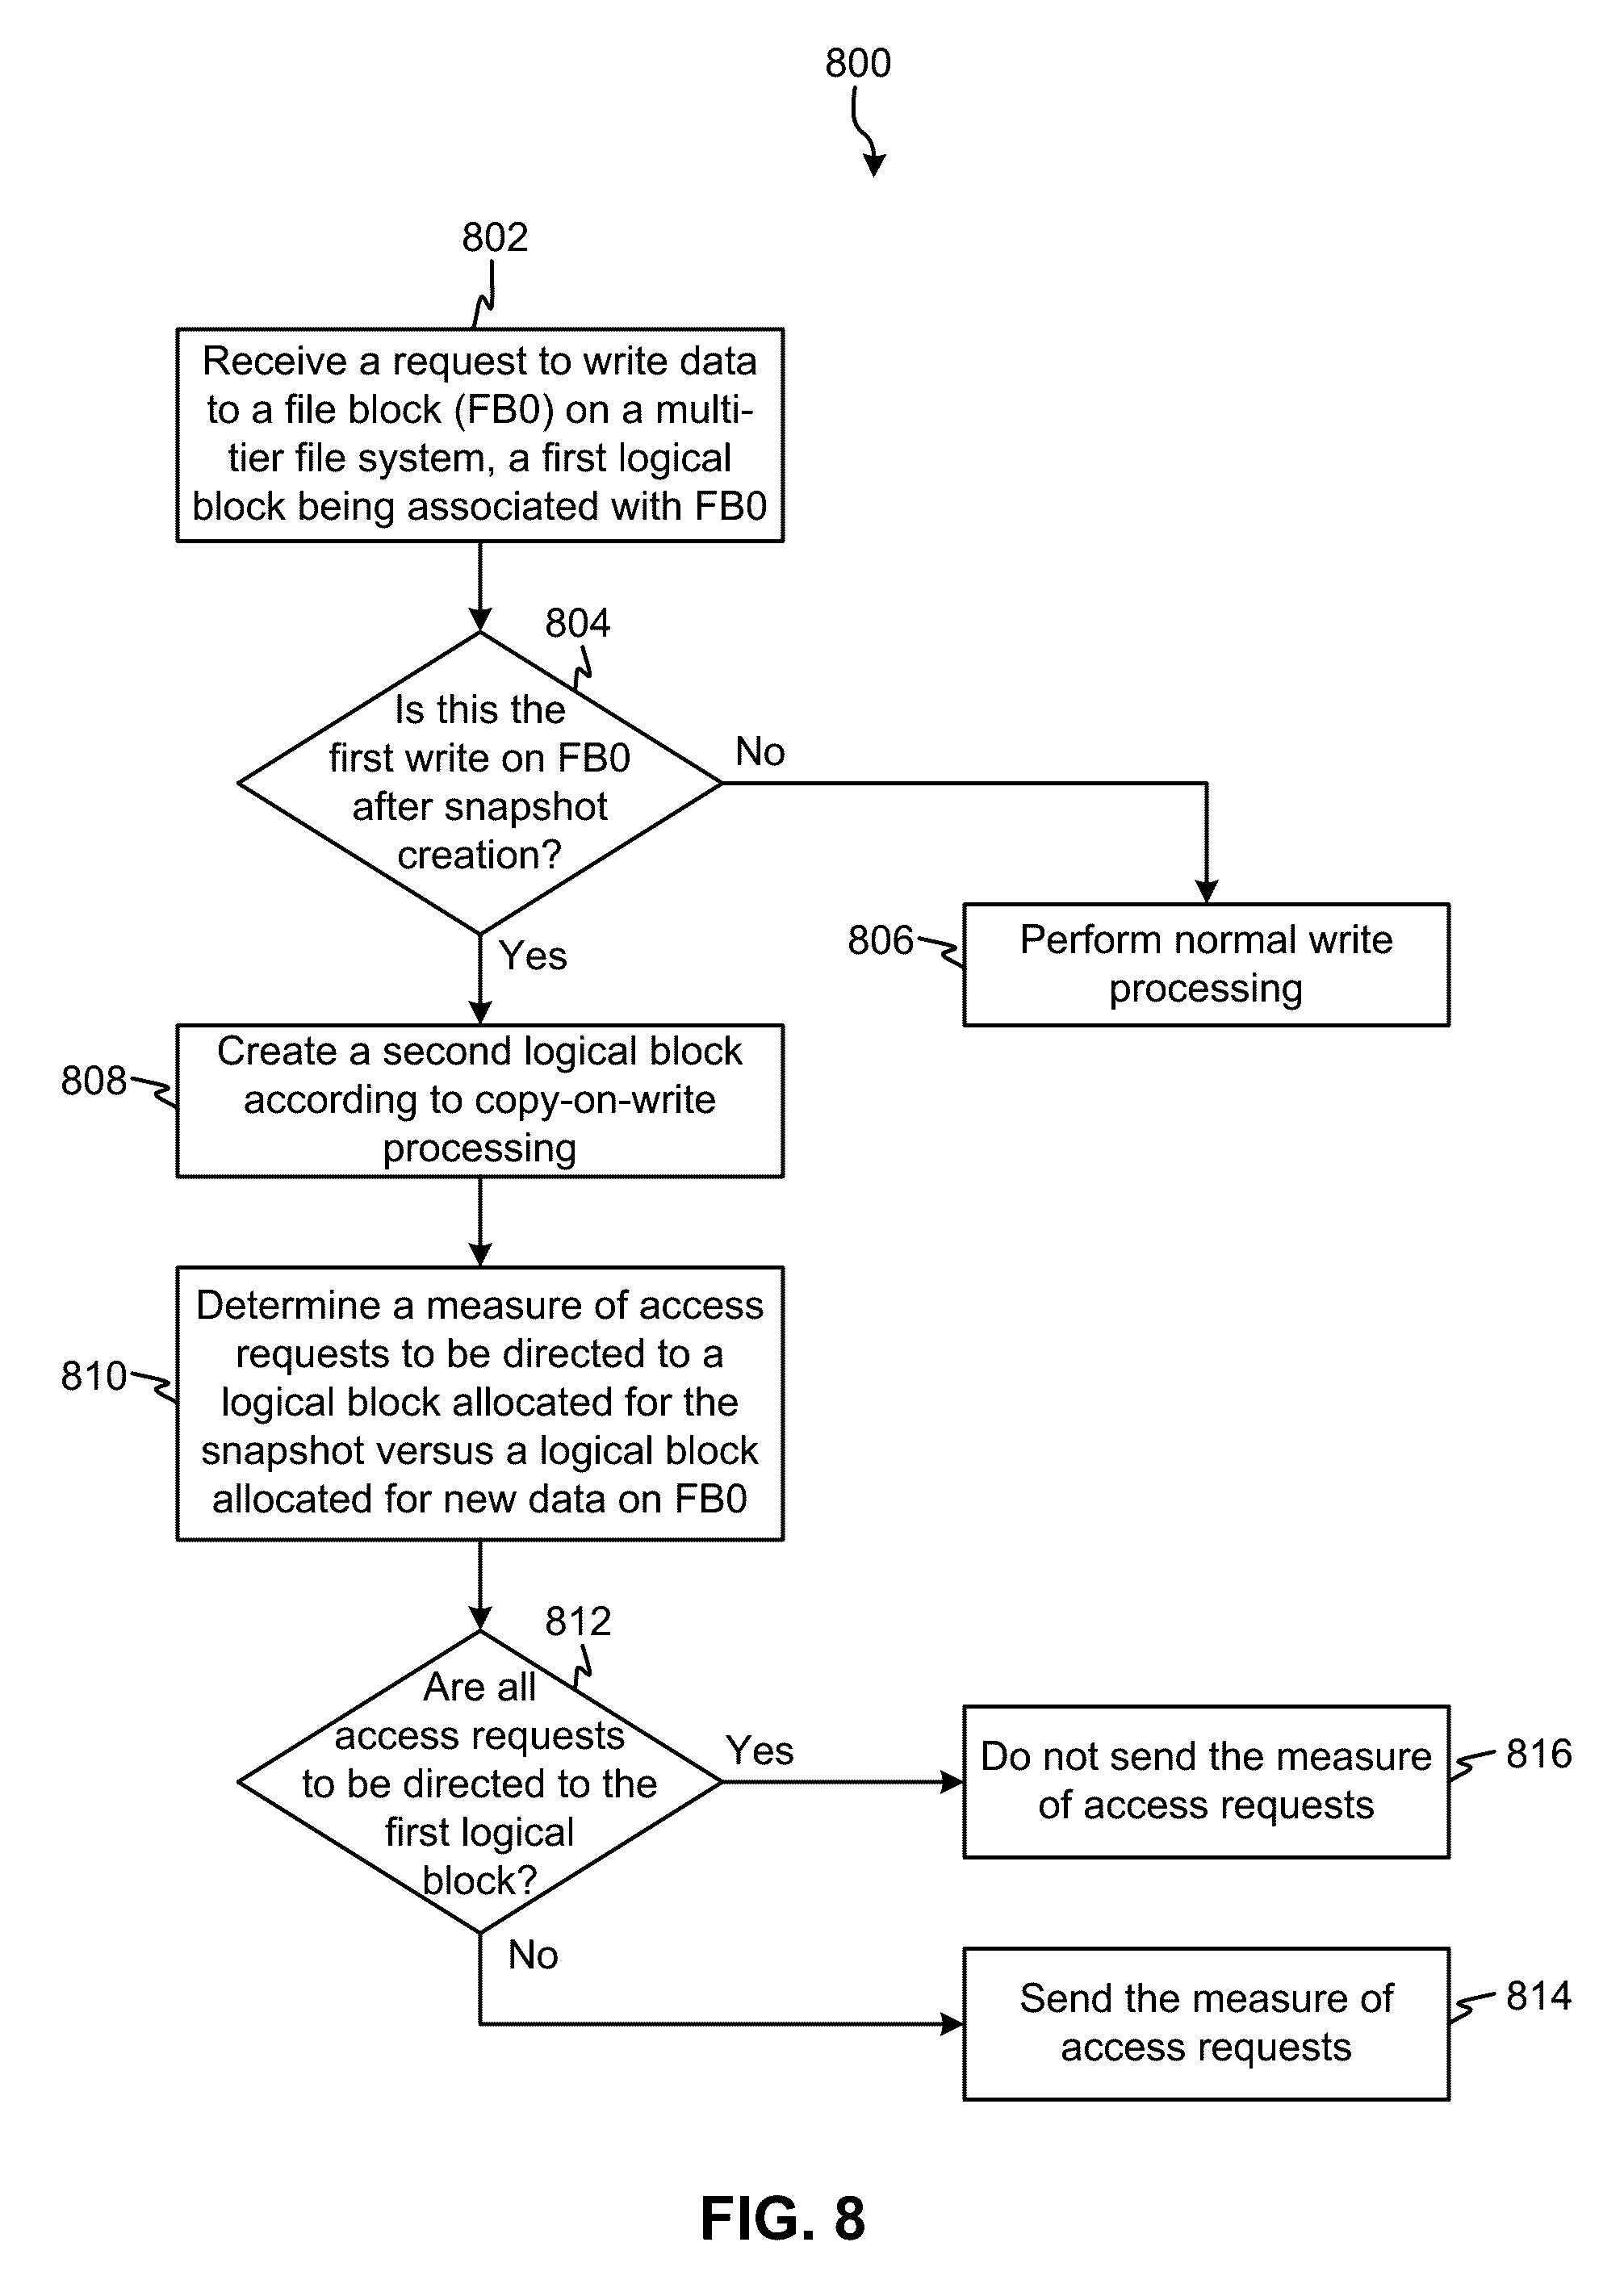 800
802
Receive a request to write data
to a file block (FB0) on a multi-
tier file system, a first logical
block being associated with FB0
804
Is this the
first write on FB0
after snapshot
creation?
No
Yes
806
Perform normal write
processing
808
Create a second logical block
according to copy-on-write
processing
810
Determine a measure of access
requests to be directed to a
logical block allocated for the
snapshot versus a logical block
allocated for new data on FB0
812
Are all
access requests
to be directed to the
first logical
block?
Yes
No
Do not send the measure
of access requests
816
Send the measure of
access requests
814
FIG. 8